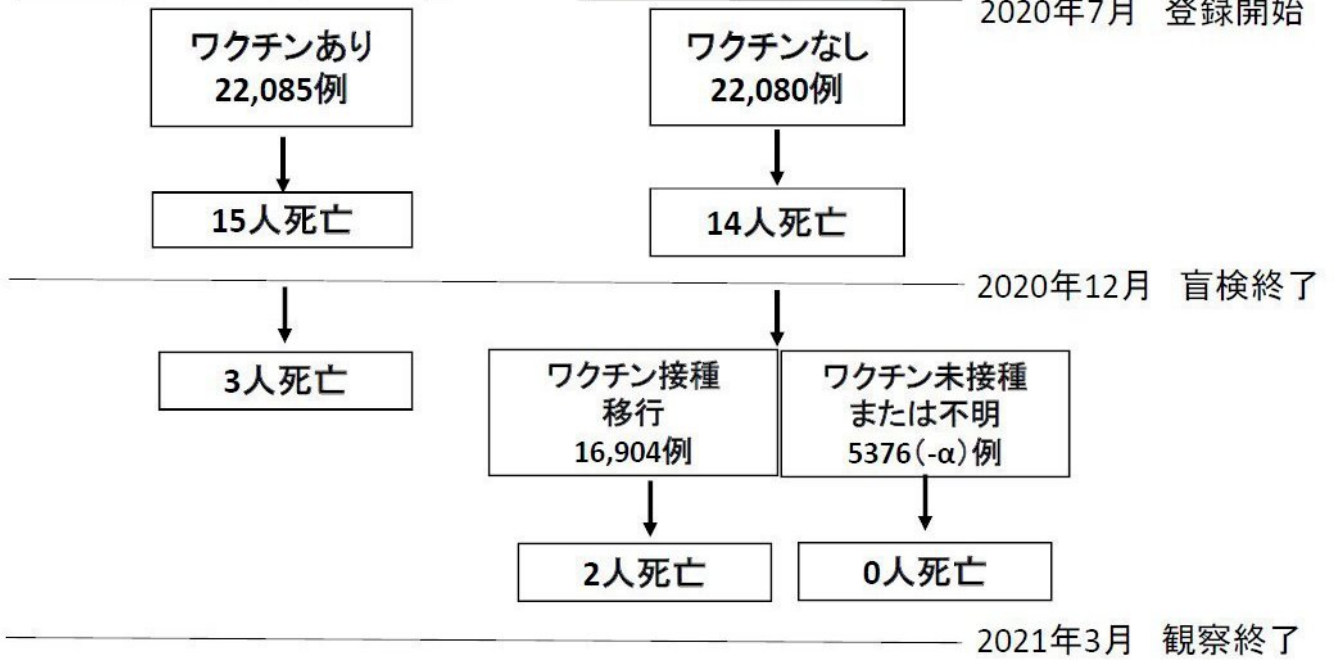 2020年7月 登録開始
ワクチンあり
22,085例
ワクチンなし
22,080例
15人死亡
14人死亡
2020年12月 盲検終了
3人死亡
ワクチン接種
移行
16,904例
ワクチン未接種
または不明
5376(-α)例
2人死亡
0人死亡
2021年3月 観察終了